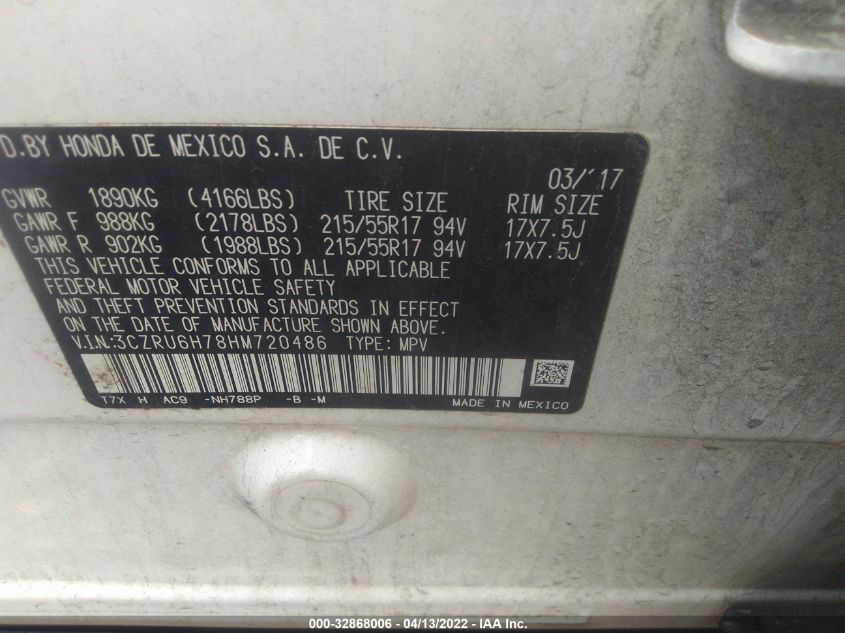 D.BY HONDA DE MEXICO S.A. DE C.V.
03/'17
GVWR 1890KG (4166LBS) TIRE SIZE RIM SIZE
GAWR F 988KG (2178LBS) 215/55R17 94V 17X7.5J
GAWR R 902KG (1988LBS) 215/55R17 94V 17X7.5J
THIS VEHICLE CONFORMS TO ALL APPLICABLE
FEDERAL MOTOR VEHICLE SAFETY
AND THEFT PREVENTION STANDARDS IN EFFECT
ON THE DATE OF MANUFACTURE SHOWN ABOVE.
V.I.N:3CZRU6H78HM720486 TYPE: MPV
T7X H AC9 -NH788P -B -M MADE IN MEXICO
000-32868006 - 04/13/2022 - IAA Inc.